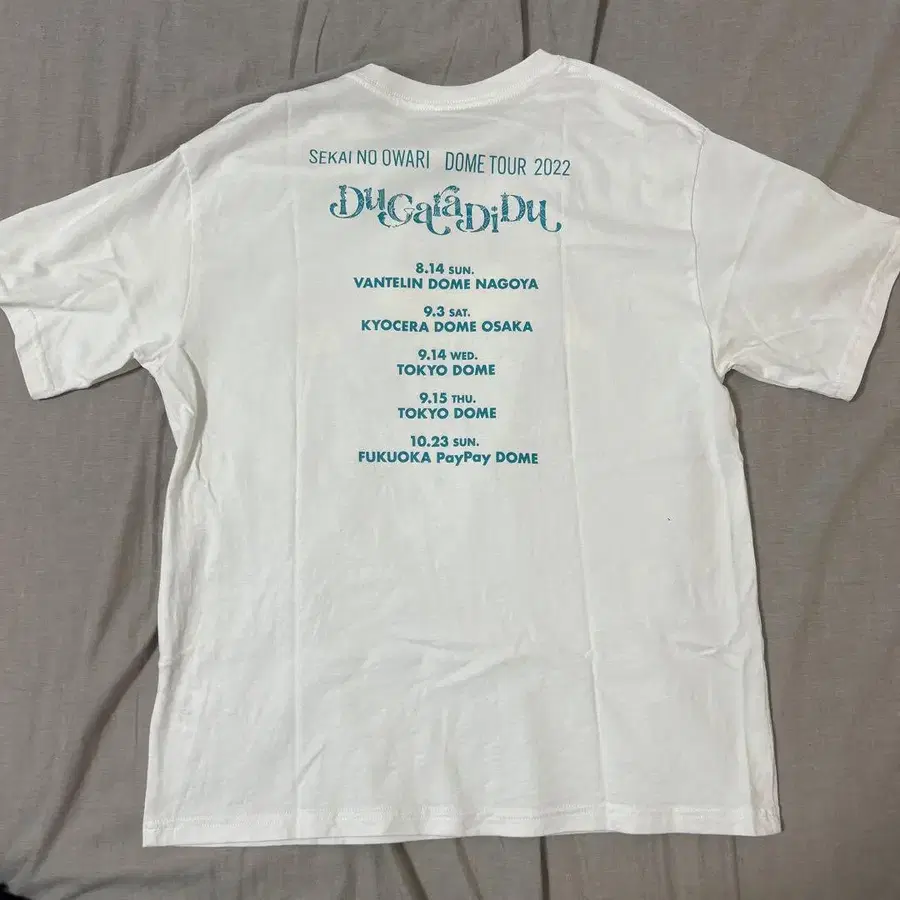 SEKAI NO OWARI DOME TOUR 2022
DuGaraDiDu
8.14 SUN.
VANTELIN DOME NAGOYA
9.3 SAT.
KYOCERA DOME OSAKA
9.14 WED.
TOKYO DOME
9.15 THU.
TOKYO DOME
10.23 SUN.
FUKUOKA PayPay DOME